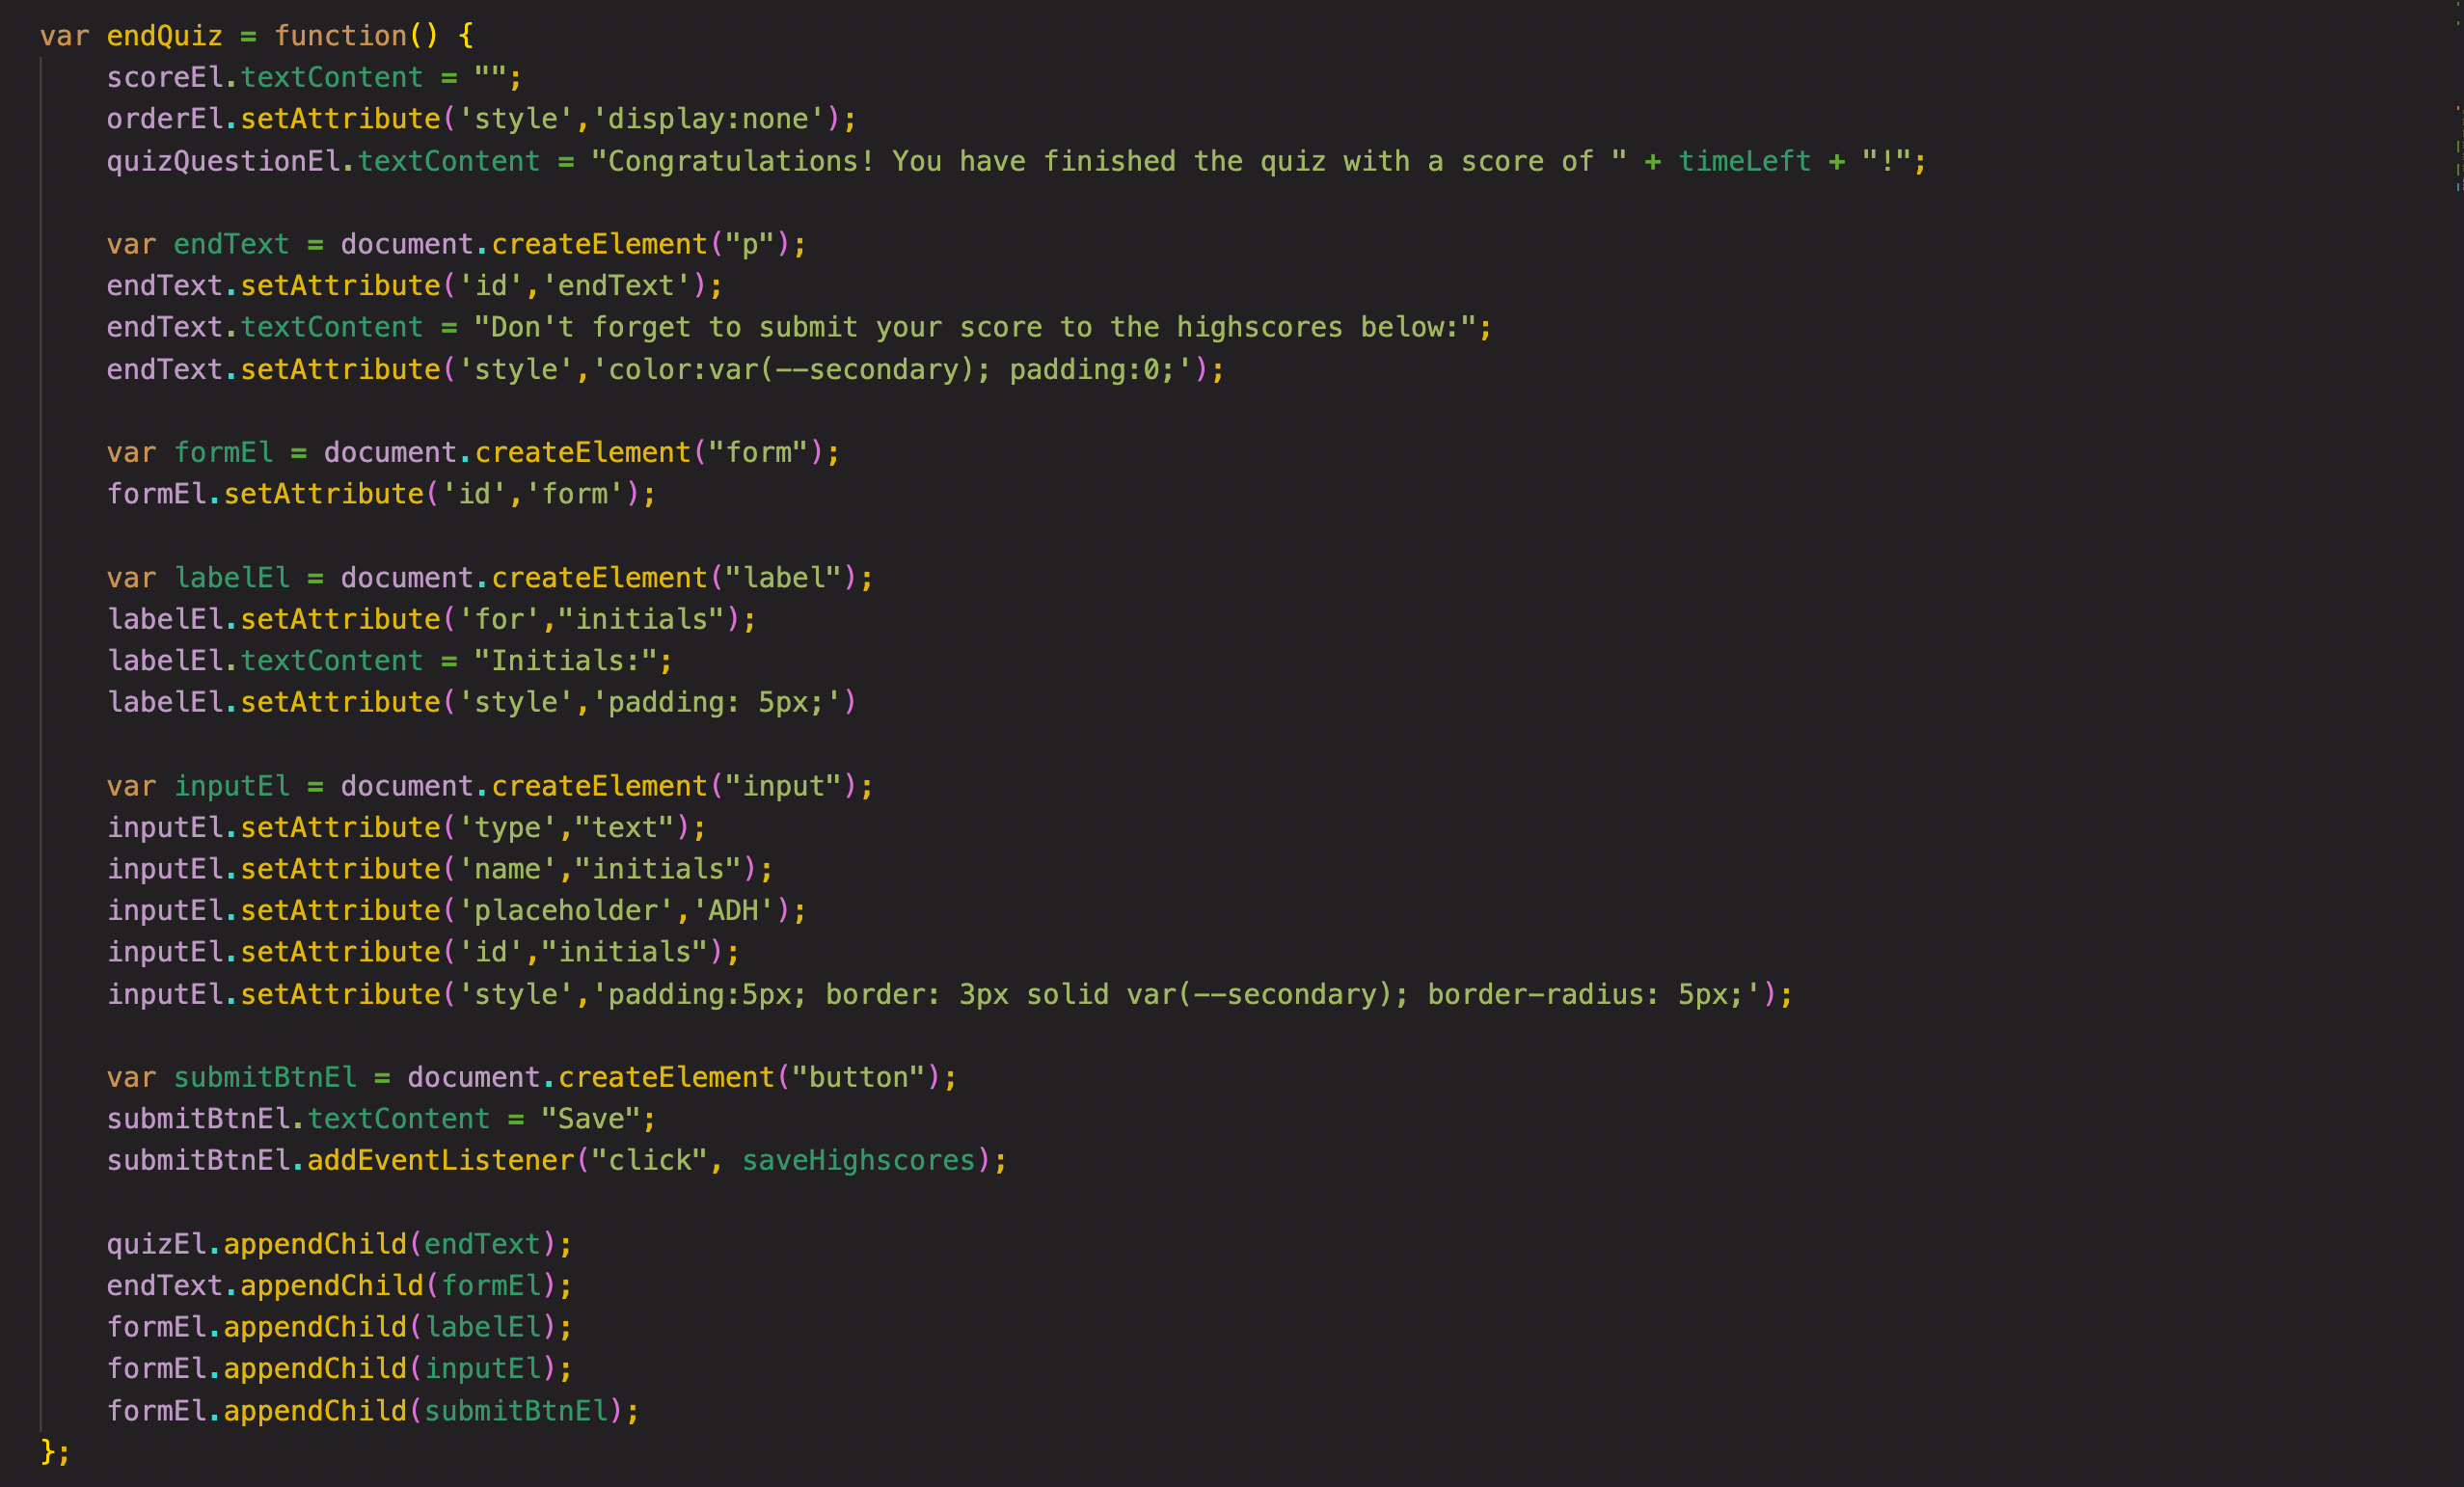 var endQuiz = function() {
    scoreEl.textContent = "";
    orderEl.setAttribute('style','display:none');
    quizQuestionEl.textContent = "Congratulations! You have finished the quiz with a score of " + timeLeft + "!";

    var endText = document.createElement("p");
    endText.setAttribute('id','endText');
    endText.textContent = "Don't forget to submit your score to the highscores below:";
    endText.setAttribute('style','color:var(--secondary); padding:0;');

    var formEl = document.createElement("form");
    formEl.setAttribute('id','form');

    var labelEl = document.createElement("label");
    labelEl.setAttribute('for',"initials");
    labelEl.textContent = "Initials:";
    labelEl.setAttribute('style','padding: 5px;')

    var inputEl = document.createElement("input");
    inputEl.setAttribute('type',"text");
    inputEl.setAttribute('name',"initials");
    inputEl.setAttribute('placeholder','ADH');
    inputEl.setAttribute('id',"initials");
    inputEl.setAttribute('style','padding:5px; border: 3px solid var(--secondary); border-radius: 5px;');

    var submitBtnEl = document.createElement("button");
    submitBtnEl.textContent = "Save";
    submitBtnEl.addEventListener("click", saveHighscores);

    quizEl.appendChild(endText);
    endText.appendChild(formEl);
    formEl.appendChild(labelEl);
    formEl.appendChild(inputEl);
    formEl.appendChild(submitBtnEl);
};